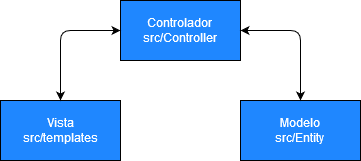 Controlador
src/Controller
Vista
src/templates
Modelo
src/Entity